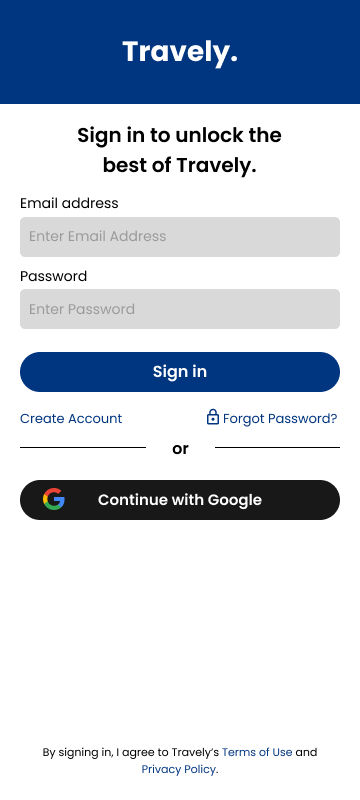 Travely.
Sign in to unlock the
best of Travely.
Email address
Enter Email Address
Password
Enter Password
Sign in
Create Account
Forgot Password?
or
Continue with Google
By signing in, I agree to Travely’s Terms of Use and
Privacy Policy.